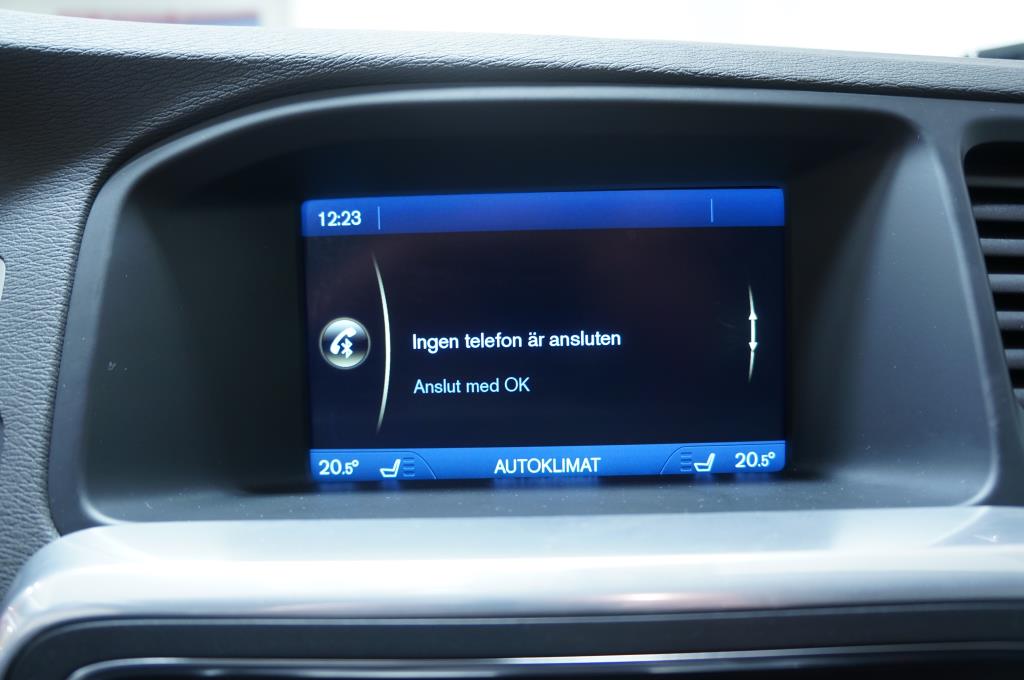 12:23
Ingen telefon är ansluten
Anslut med OK
20.5° AUTOKLIMAT 20.5°